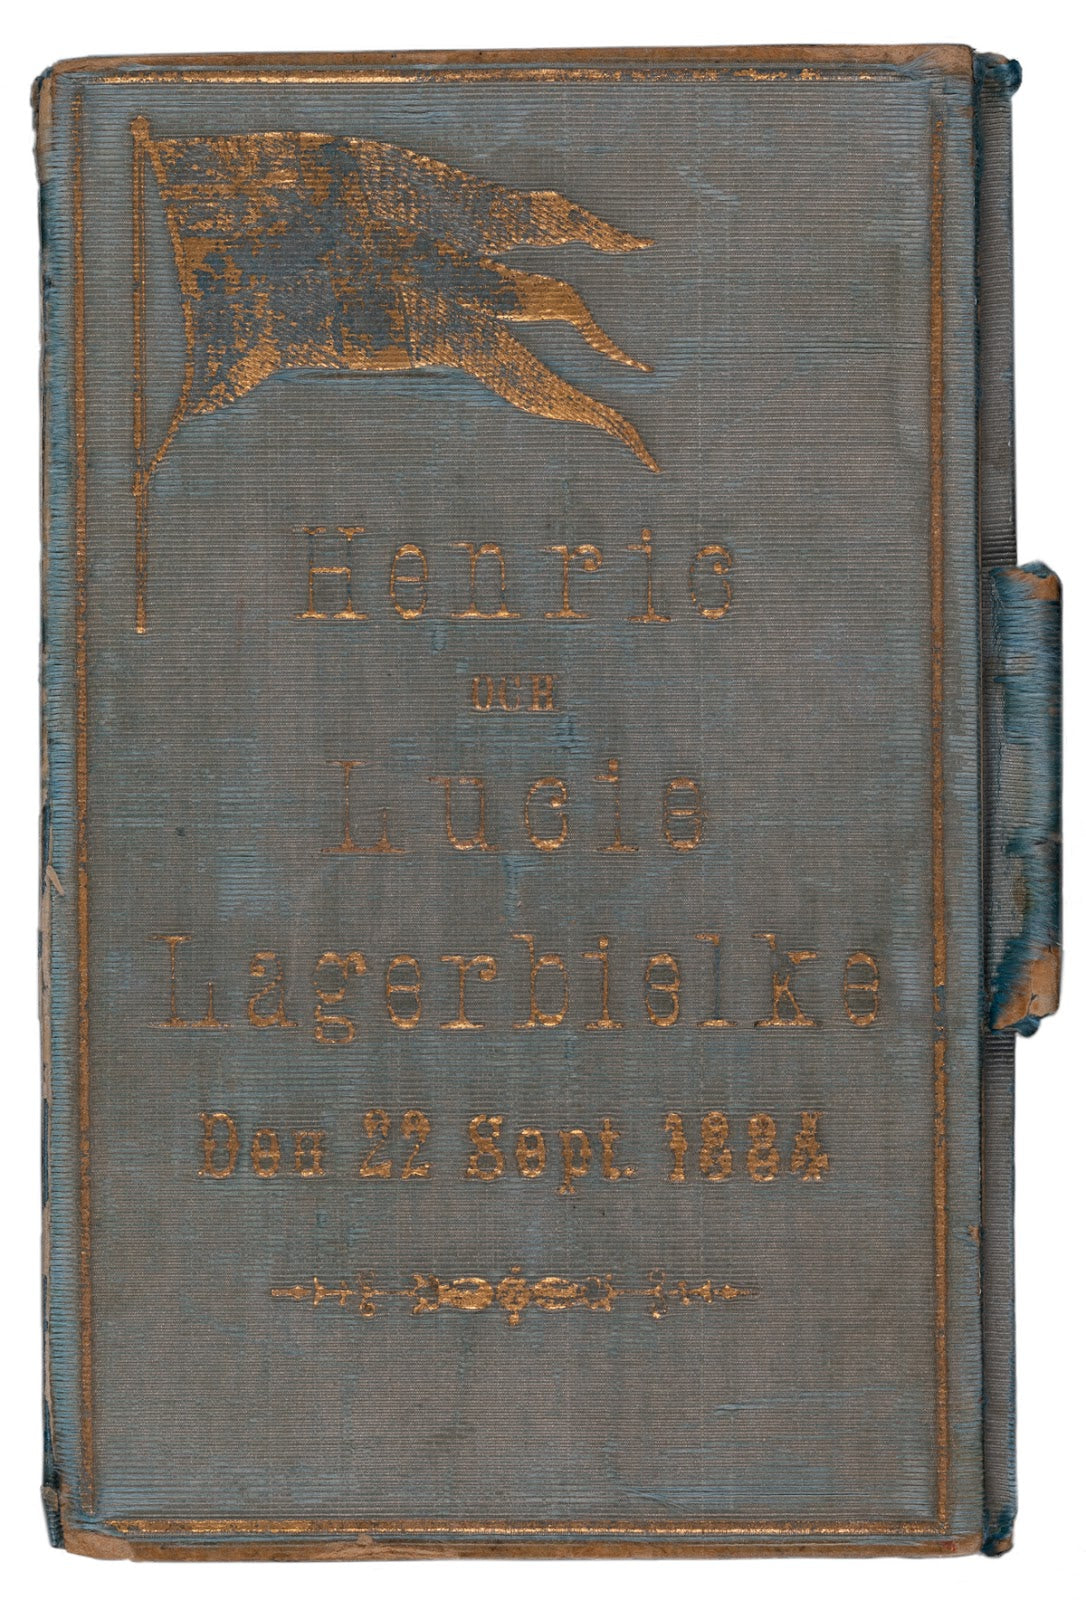 Henric
OCH
Lucie
Lagerbielke
Den 22 Sept. 1884